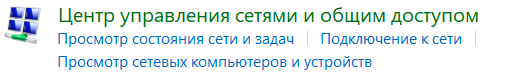 Центр управления сетями и общим доступом
Просмотр состояния сети и задач | Подключение к сети |
Просмотр сетевых компьютеров и устройств